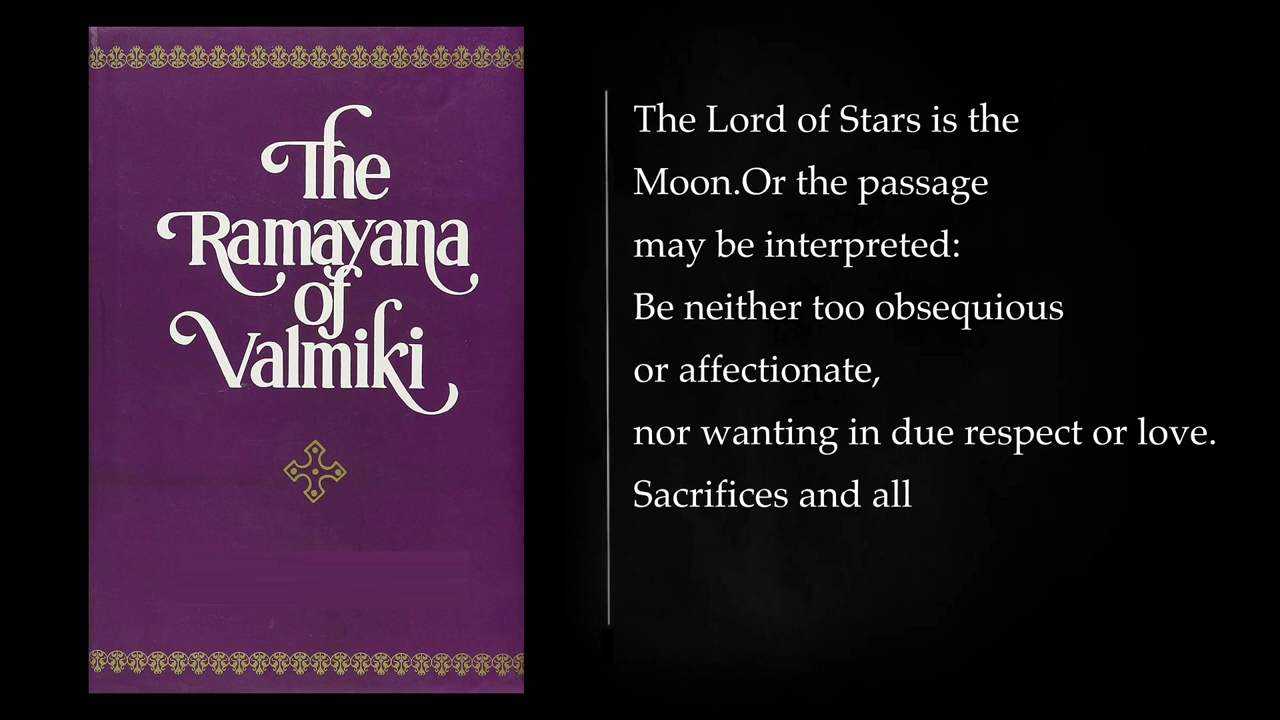 The
Ramayana
of
Valmiki
The Lord of Stars is the
Moon.Or the passage
may be interpreted:
Be neither too obsequious
or affectionate,
nor wanting in due respect or love.
Sacrifices and all